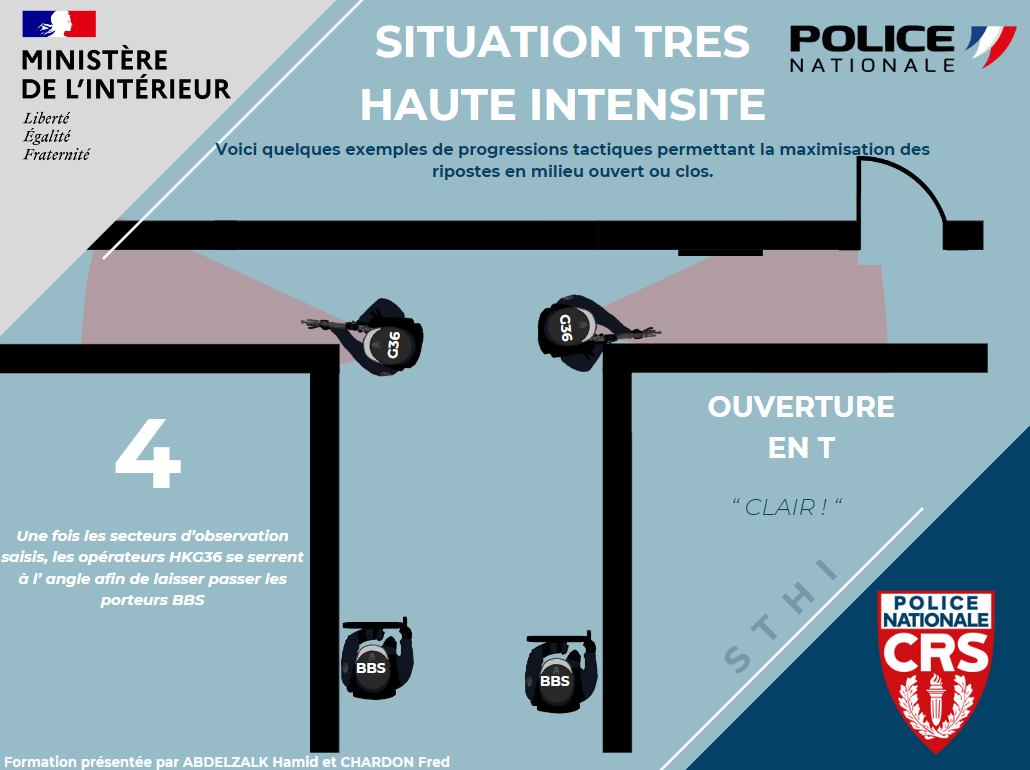 MINISTÈRE
DE L'INTÉRIEUR
Liberté
Égalité
Fraternité
SITUATION TRES
HAUTE INTENSITE
POLICE
NATIONALE
Voici quelques exemples de progressions tactiques permettant la maximisation des
ripostes en milieu ouvert ou clos.
G36
G36
4
Une fois les secteurs d'observation
saisis, les opérateurs HKG36 se serrent
à l' angle afin de laisser passer les
porteurs BBS
OUVERTURE
EN T
“ CLAIR ! “
STHI
BBS
BBS
POLICE
NATIONALE
CRS
Formation présentée par ABDELZALK Hamid et CHARDON Fred